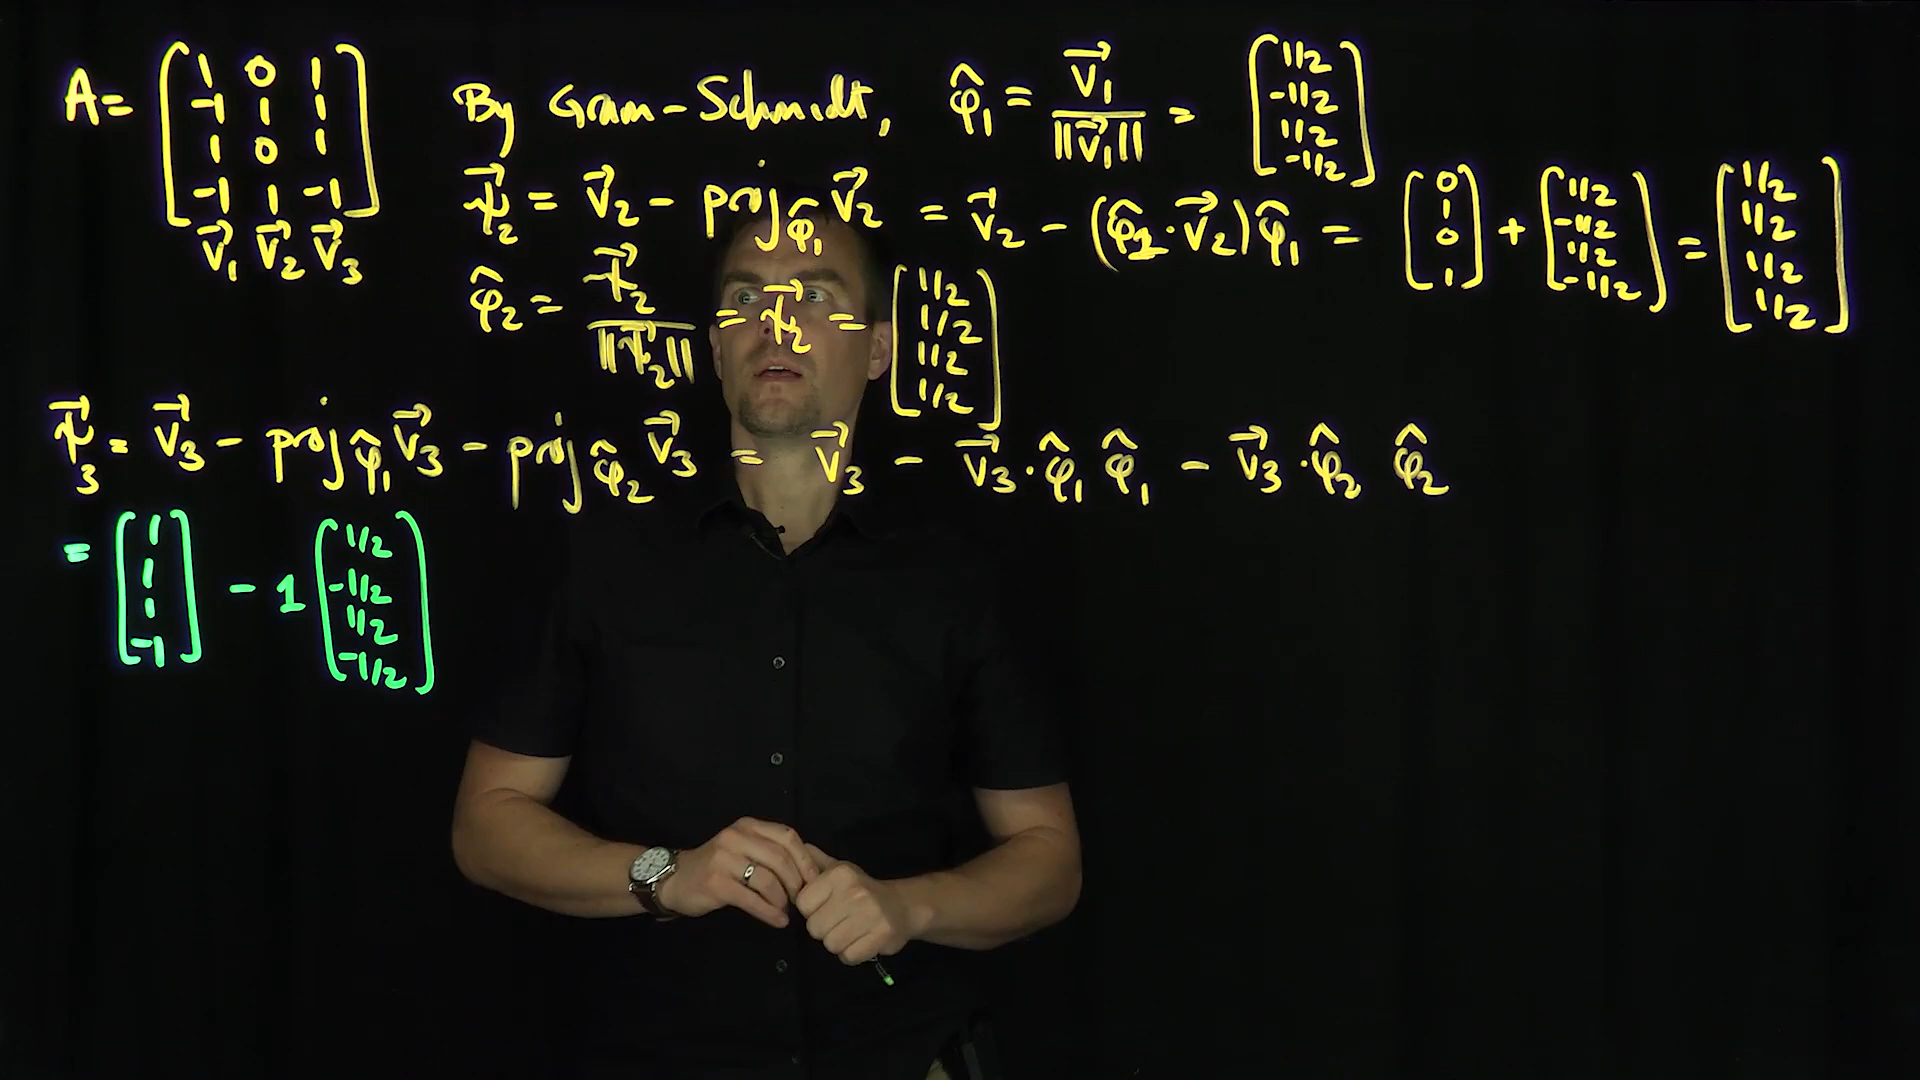 A = [1 0 1; -1 1 1; 1 0 1; -1 1 -1]
v⃗₁ v⃗₂ v⃗₃
By Gram-Schmidt, φ̂₁ = v⃗₁ / ||v⃗₁|| = [1/2; -1/2; 1/2; -1/2]
ψ⃗₂ = v⃗₂ - proj_φ̂₁ v⃗₂ = v⃗₂ - (φ̂₁·v⃗₂)φ̂₁ = [0; 1; 0; 1] + [1/2; -1/2; 1/2; -1/2] = [1/2; 1/2; 1/2; 1/2]
φ̂₂ = ψ⃗₂ / ||ψ⃗₂|| = ψ⃗₂ = [1/2; 1/2; 1/2; 1/2]
ψ⃗₃ = v⃗₃ - proj_φ̂₁ v⃗₃ - proj_φ̂₂ v⃗₃ = v⃗₃ - v⃗₃·φ̂₁ φ̂₁ - v⃗₃·φ̂₂ φ̂₂
= [1; 1; 1; -1] - 1 [1/2; -1/2; 1/2; -1/2]